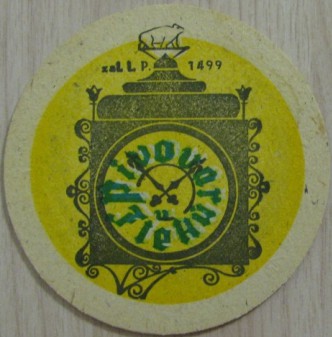 zal. L. P. 1499
Pivovar
U Fleků